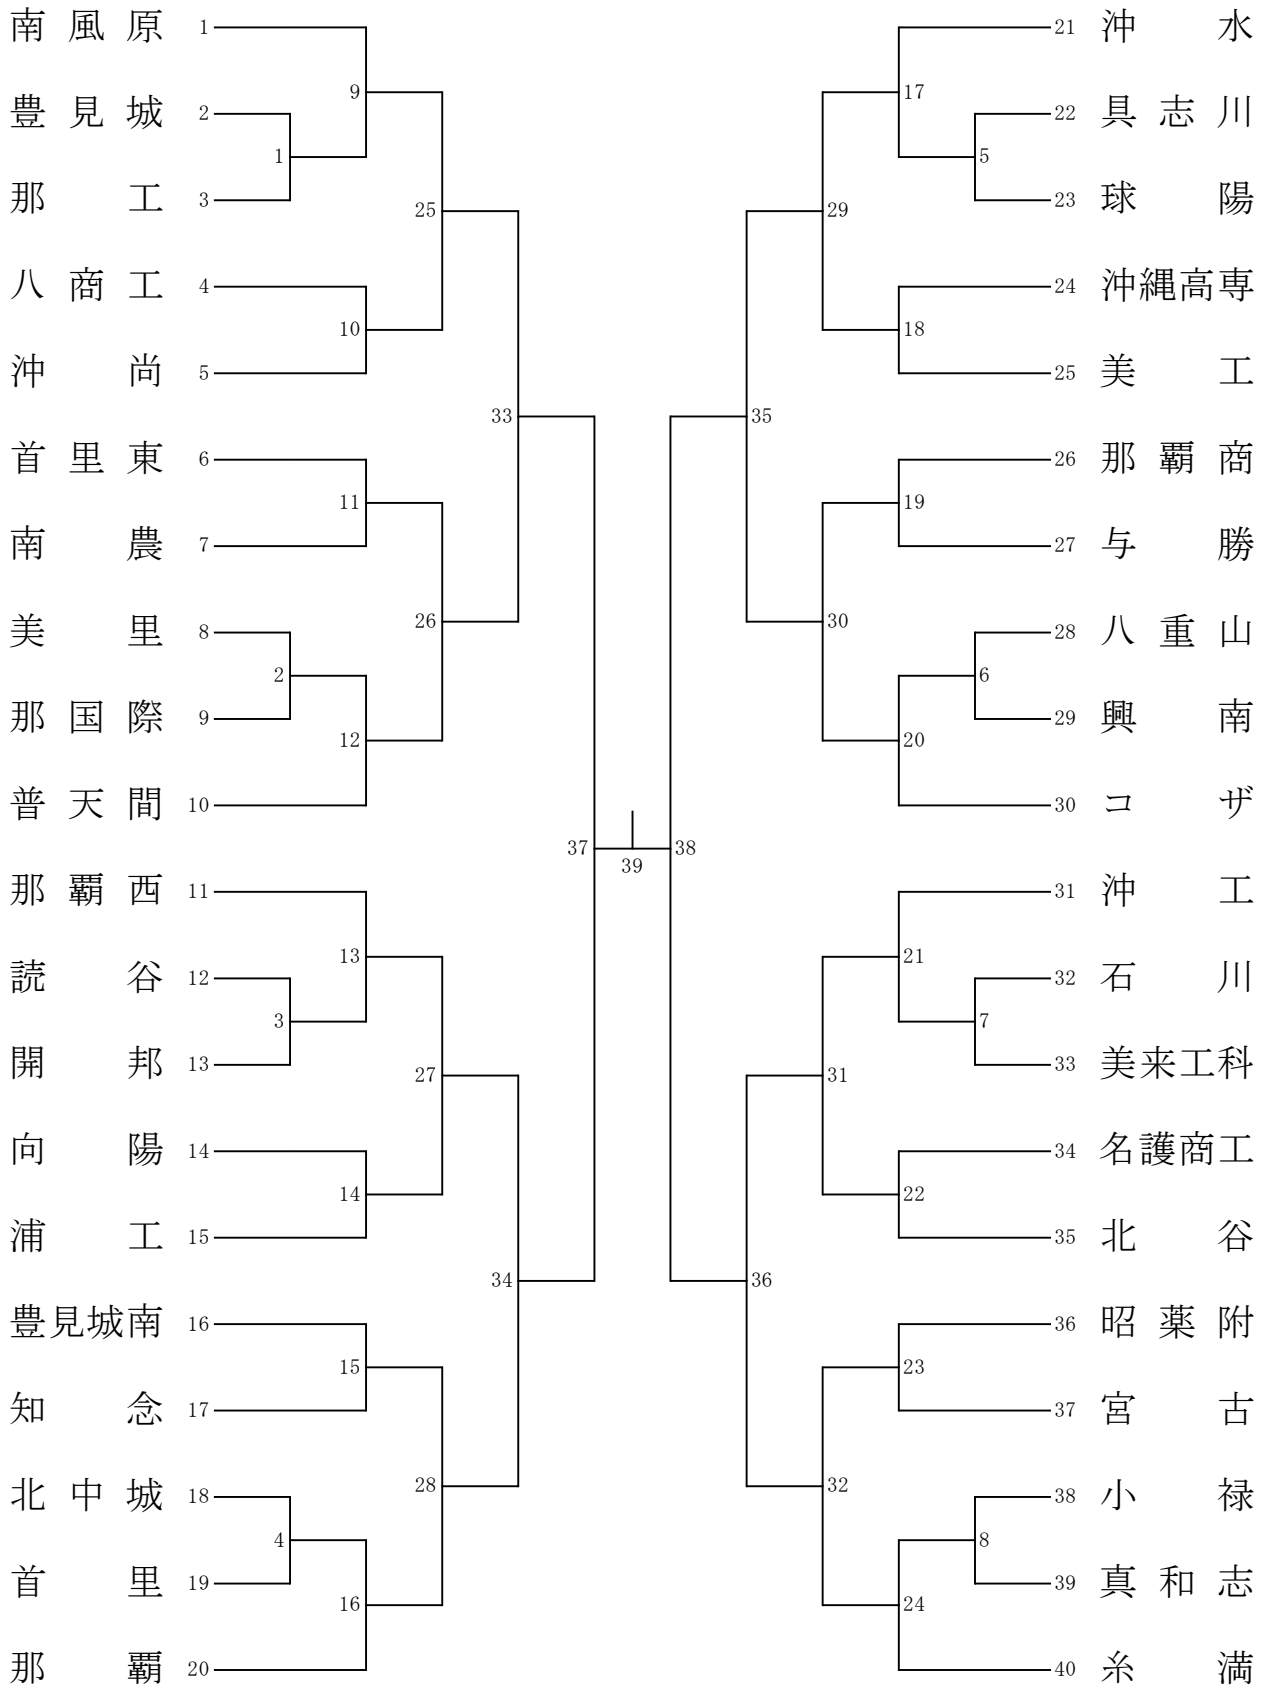 南風原 1
豊見城 2
那工 3
八商工 4
沖尚 5
首里東 6
南農 7
美里 8
那国際 9
普天間 10
那覇西 11
読谷 12
開邦 13
向陽 14
浦工 15
豊見城南 16
知念 17
北中城 18
首里 19
那覇 20
1
2
3
4
9
10
11
12
13
14
15
16
25
26
27
28
33
34
37
39
38
35
36
29
30
31
32
17
18
19
20
21
22
23
24
5
6
7
8
21 沖水
22 具志川
23 球陽
24 沖縄高専
25 美工
26 那覇商
27 与勝
28 八重山
29 興南
30 コザ
31 沖工
32 石川
33 美来工科
34 名護商工
35 北谷
36 昭薬附
37 宮古
38 小禄
39 真和志
40 糸満